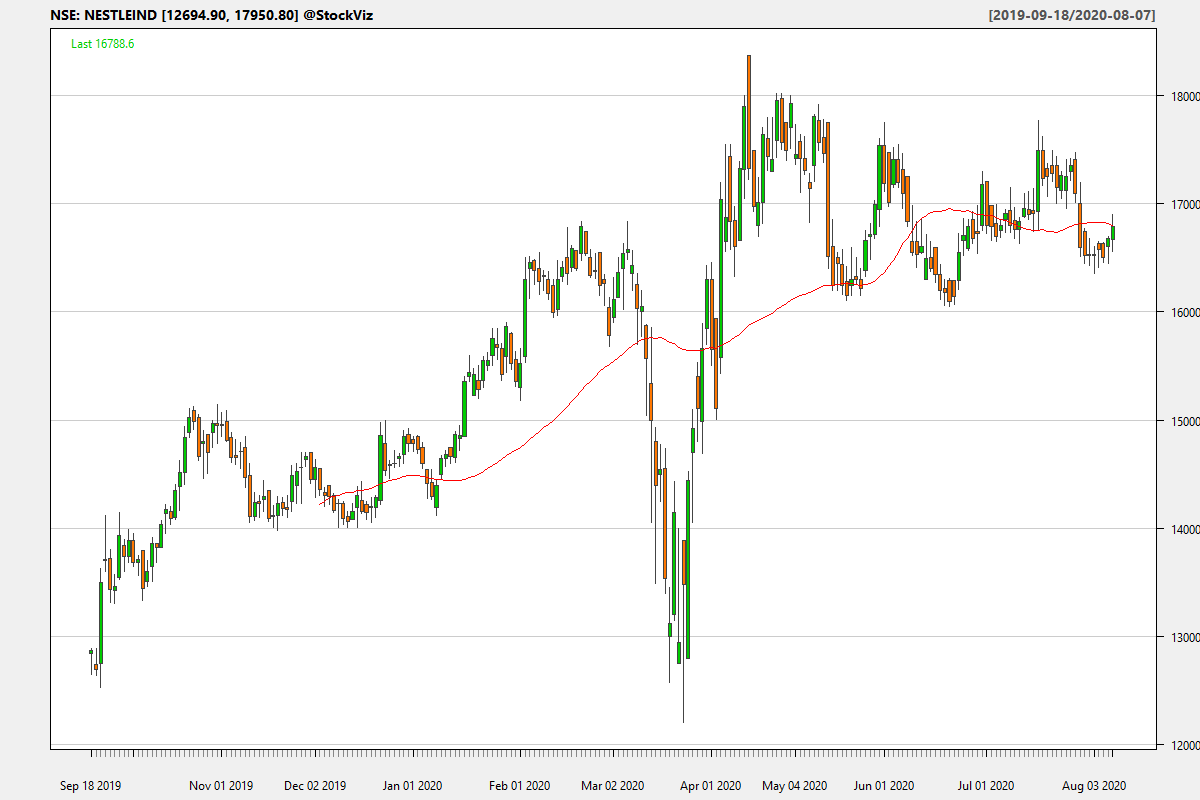 NSE: NESTLEIND [12694.90, 17950.80] @StockViz
[2019-09-18/2020-08-07]
Last 16788.6
18000
17000
16000
15000
14000
13000
12000
Sep 18 2019 Nov 01 2019 Dec 02 2019 Jan 01 2020 Feb 01 2020 Mar 02 2020 Apr 01 2020 May 04 2020 Jun 01 2020 Jul 01 2020 Aug 03 2020